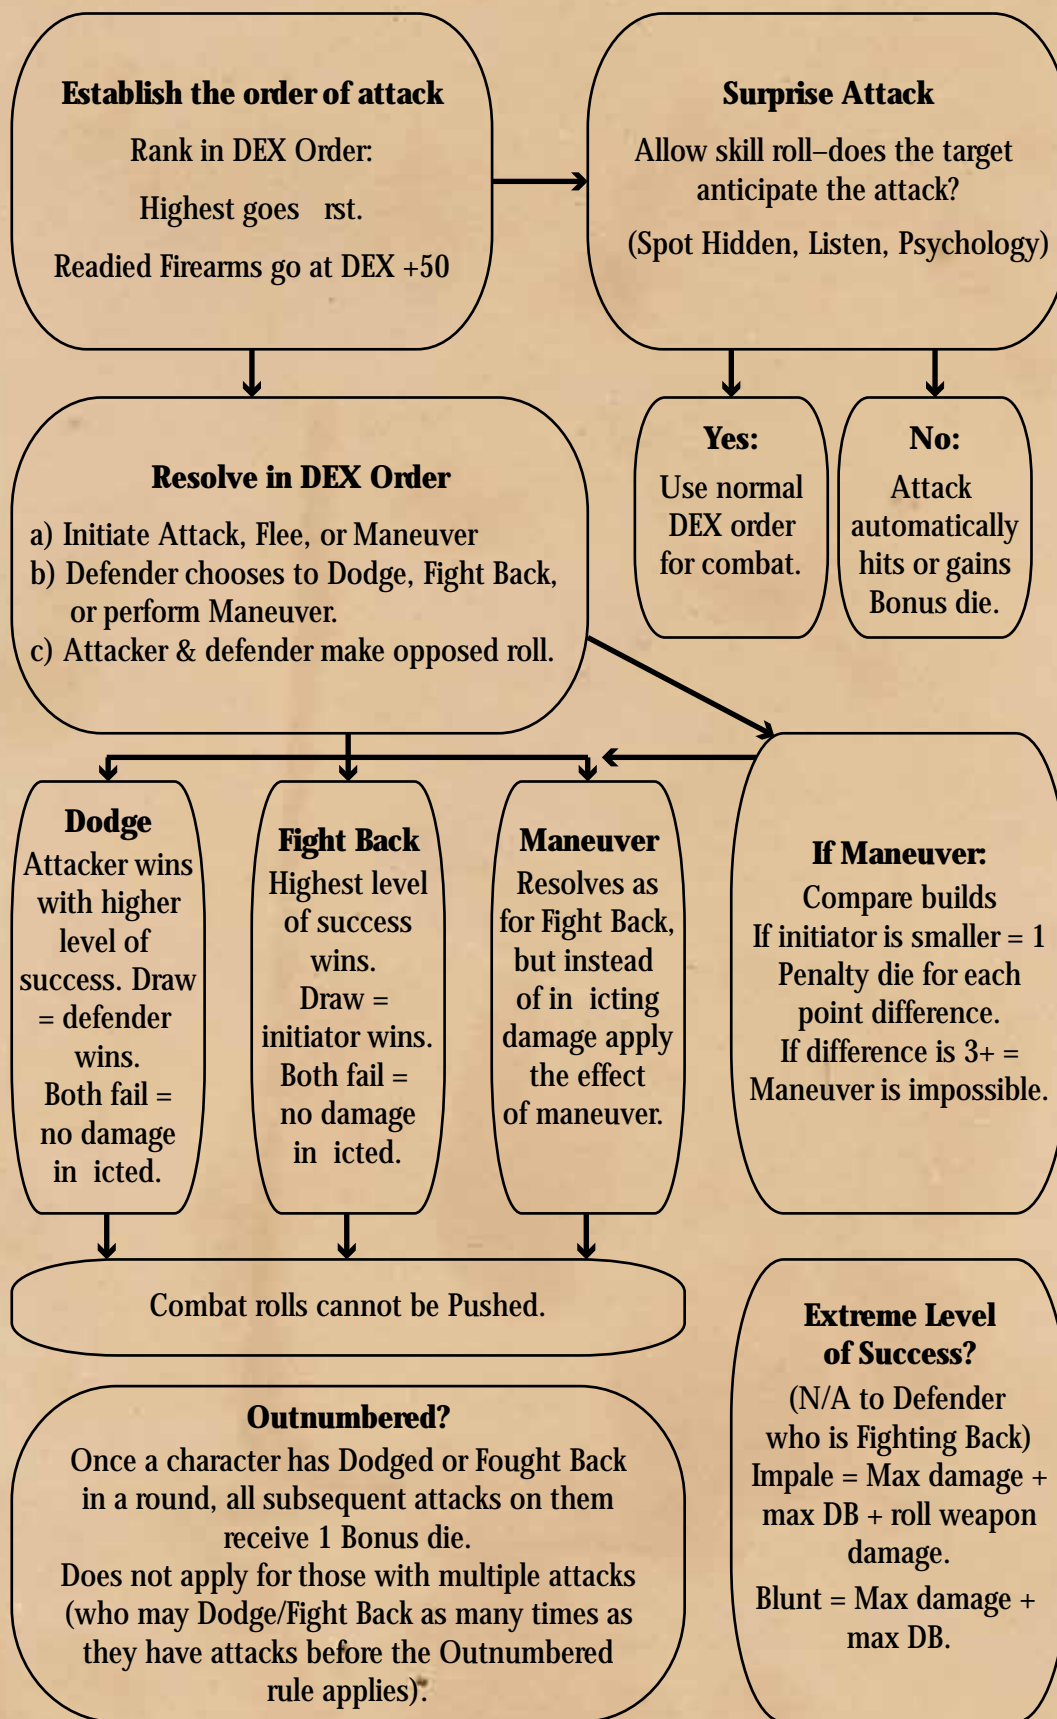 Establish the order of attack
Rank in DEX Order:
Highest goes rst.
Readied Firearms go at DEX +50
Surprise Attack
Allow skill roll–does the target
anticipate the attack?
(Spot Hidden, Listen, Psychology)
Yes:
Use normal
DEX order
for combat.
No:
Attack
automatically
hits or gains
Bonus die.
Resolve in DEX Order
a) Initiate Attack, Flee, or Maneuver
b) Defender chooses to Dodge, Fight Back,
or perform Maneuver.
c) Attacker & defender make opposed roll.
Dodge
Attacker wins
with higher
level of
success. Draw
= defender
wins.
Both fail =
no damage
in icted.
Fight Back
Highest level
of success
wins.
Draw =
initiator wins.
Both fail =
no damage
in icted.
Maneuver
Resolves as
for Fight Back,
but instead
of in icting
damage apply
the effect
of maneuver.
If Maneuver:
Compare builds
If initiator is smaller = 1
Penalty die for each
point difference.
If difference is 3+ =
Maneuver is impossible.
Combat rolls cannot be Pushed.
Outnumbered?
Once a character has Dodged or Fought Back
in a round, all subsequent attacks on them
receive 1 Bonus die.
Does not apply for those with multiple attacks
(who may Dodge/Fight Back as many times as
they have attacks before the Outnumbered
rule applies).
Extreme Level
of Success?
(N/A to Defender
who is Fighting Back)
Impale = Max damage +
max DB + roll weapon
damage.
Blunt = Max damage +
max DB.